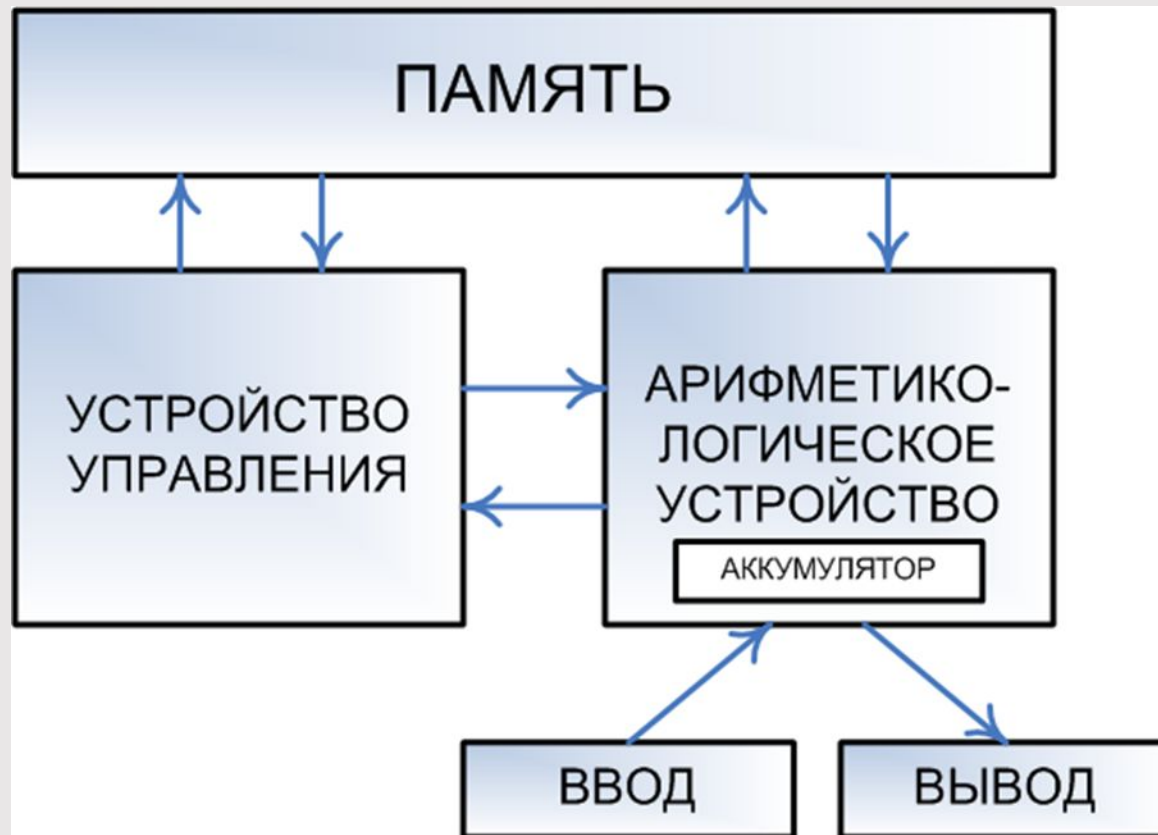 ПАМЯТЬ
УСТРОЙСТВО
УПРАВЛЕНИЯ
АРИФМЕТИКО-
ЛОГИЧЕСКОЕ
УСТРОЙСТВО
АККУМУЛЯТОР
ВВОД
ВЫВОД